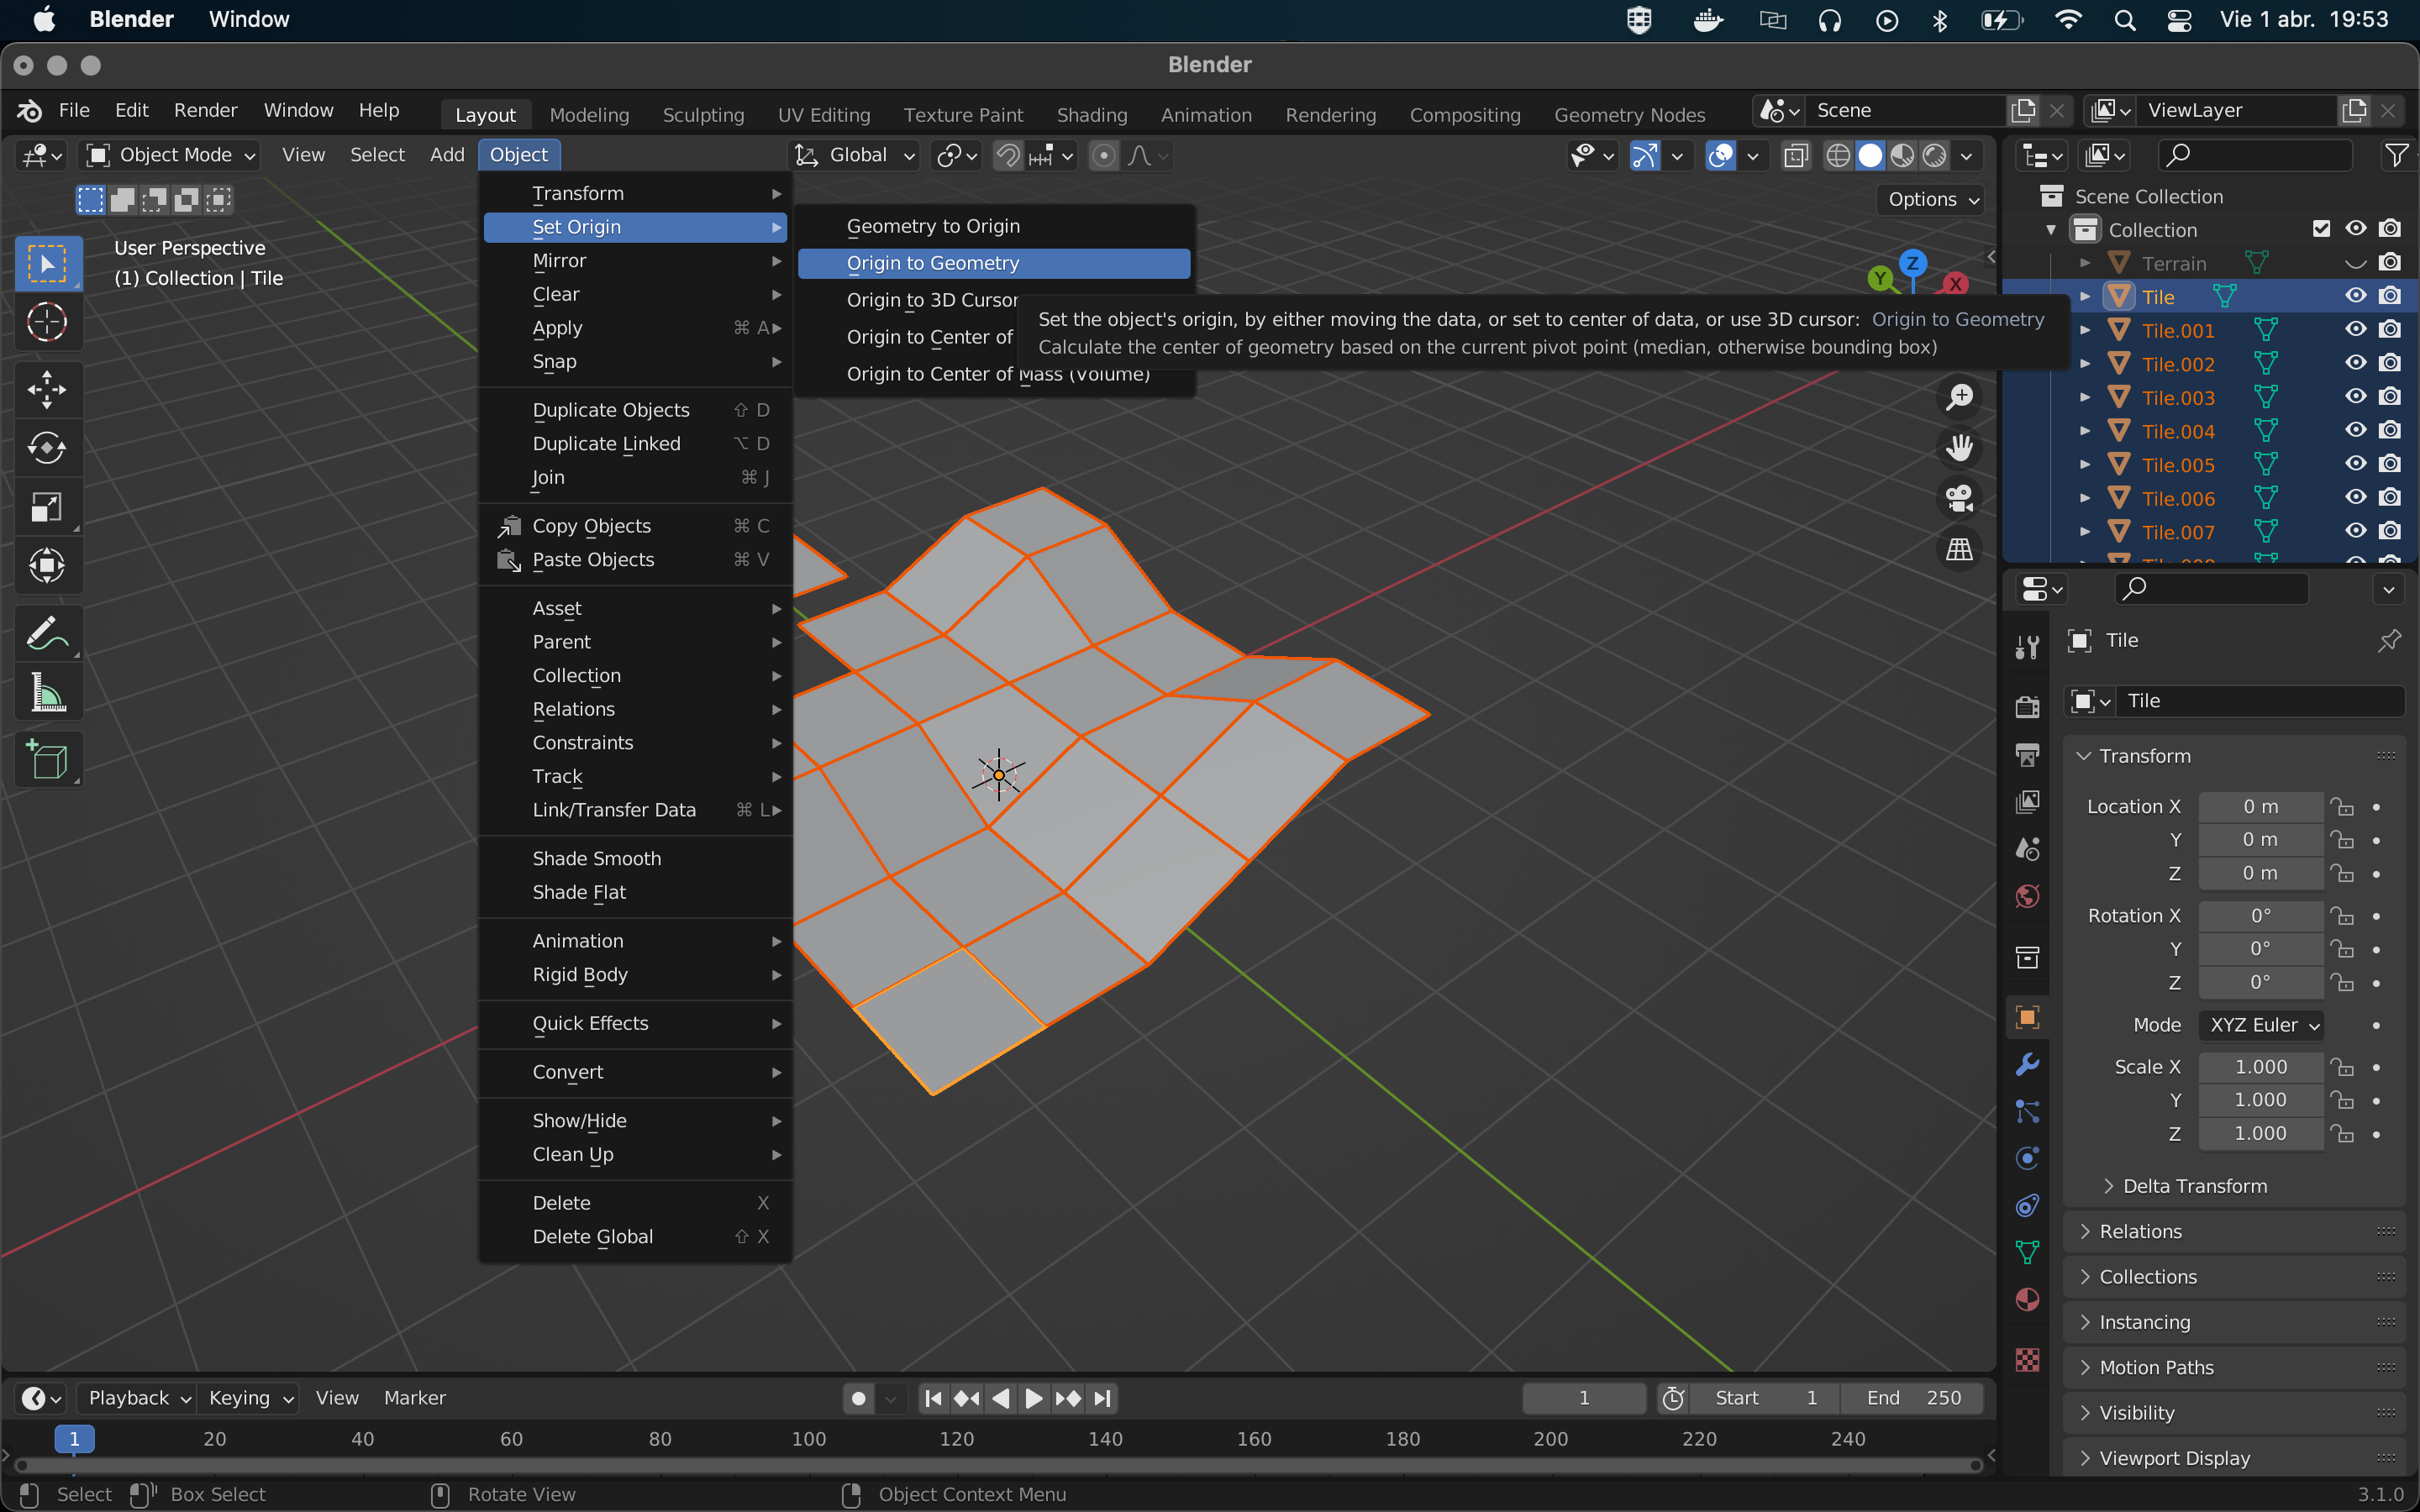 Blender Window Vie 1 abr. 19:53
Blender
File Edit Render Window Help Layout Modeling Sculpting UV Editing Texture Paint Shading Animation Rendering Compositing Geometry Nodes Scene ViewLayer
Object Mode View Select Add Object Global
Options
User Perspective
(1) Collection | Tile
Transform
Set Origin
Mirror
Clear
Apply ⌘ A
Snap
Duplicate Objects ⇧ D
Duplicate Linked ⌥ D
Join ⌘ J
Copy Objects ⌘ C
Paste Objects ⌘ V
Asset
Parent
Collection
Relations
Constraints
Track
Link/Transfer Data ⌘ L
Shade Smooth
Shade Flat
Animation
Rigid Body
Quick Effects
Convert
Show/Hide
Clean Up
Delete X
Delete Global ⇧ X
Geometry to Origin
Origin to Geometry
Origin to 3D Cursor
Origin to Center of
Origin to Center of Mass (Volume)
Set the object's origin, by either moving the data, or set to center of data, or use 3D cursor: Origin to Geometry
Calculate the center of geometry based on the current pivot point (median, otherwise bounding box)
Z
Y
X
Scene Collection
Collection
Terrain
Tile
Tile.001
Tile.002
Tile.003
Tile.004
Tile.005
Tile.006
Tile.007
Tile
Tile
Transform
Location X 0 m
Y 0 m
Z 0 m
Rotation X 0°
Y 0°
Z 0°
Mode XYZ Euler
Scale X 1.000
Y 1.000
Z 1.000
Delta Transform
Relations
Collections
Instancing
Motion Paths
Visibility
Viewport Display
Playback Keying View Marker 1 Start 1 End 250
1 20 40 60 80 100 120 140 160 180 200 220 240
Select Box Select Rotate View Object Context Menu 3.1.0